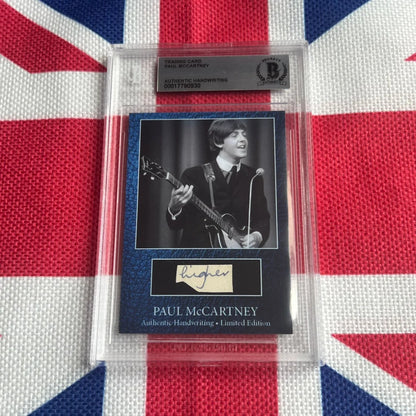 TRADING CARD
PAUL McCARTNEY
AUTHENTIC HANDWRITING
00017790930
higher
PAUL McCARTNEY
Authentic Handwriting • Limited Edition